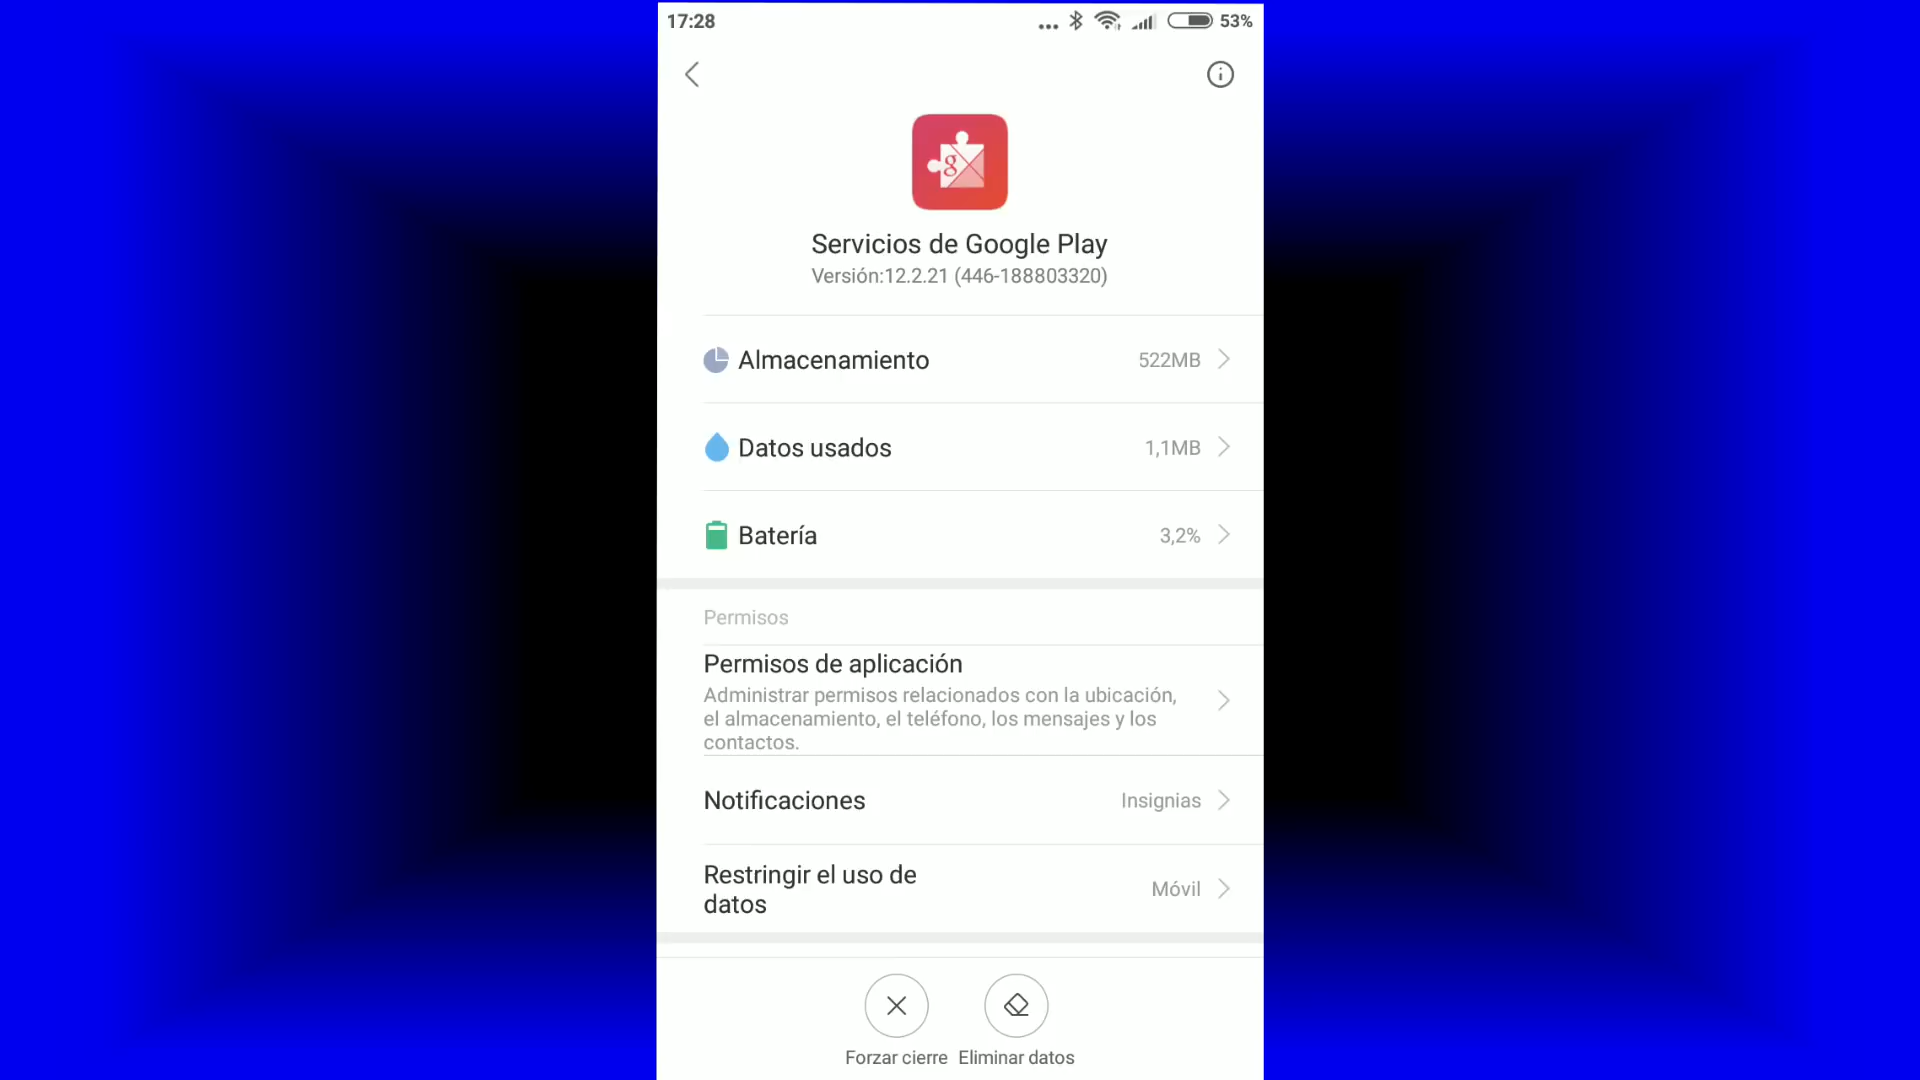 17:28
53%
g
Servicios de Google Play
Versión:12.2.21 (446-188803320)
Almacenamiento 522MB
Datos usados 1,1MB
Batería 3,2%
Permisos
Permisos de aplicación
Administrar permisos relacionados con la ubicación,
el almacenamiento, el teléfono, los mensajes y los
contactos.
Notificaciones Insignias
Restringir el uso de
datos
Móvil
Forzar cierre Eliminar datos